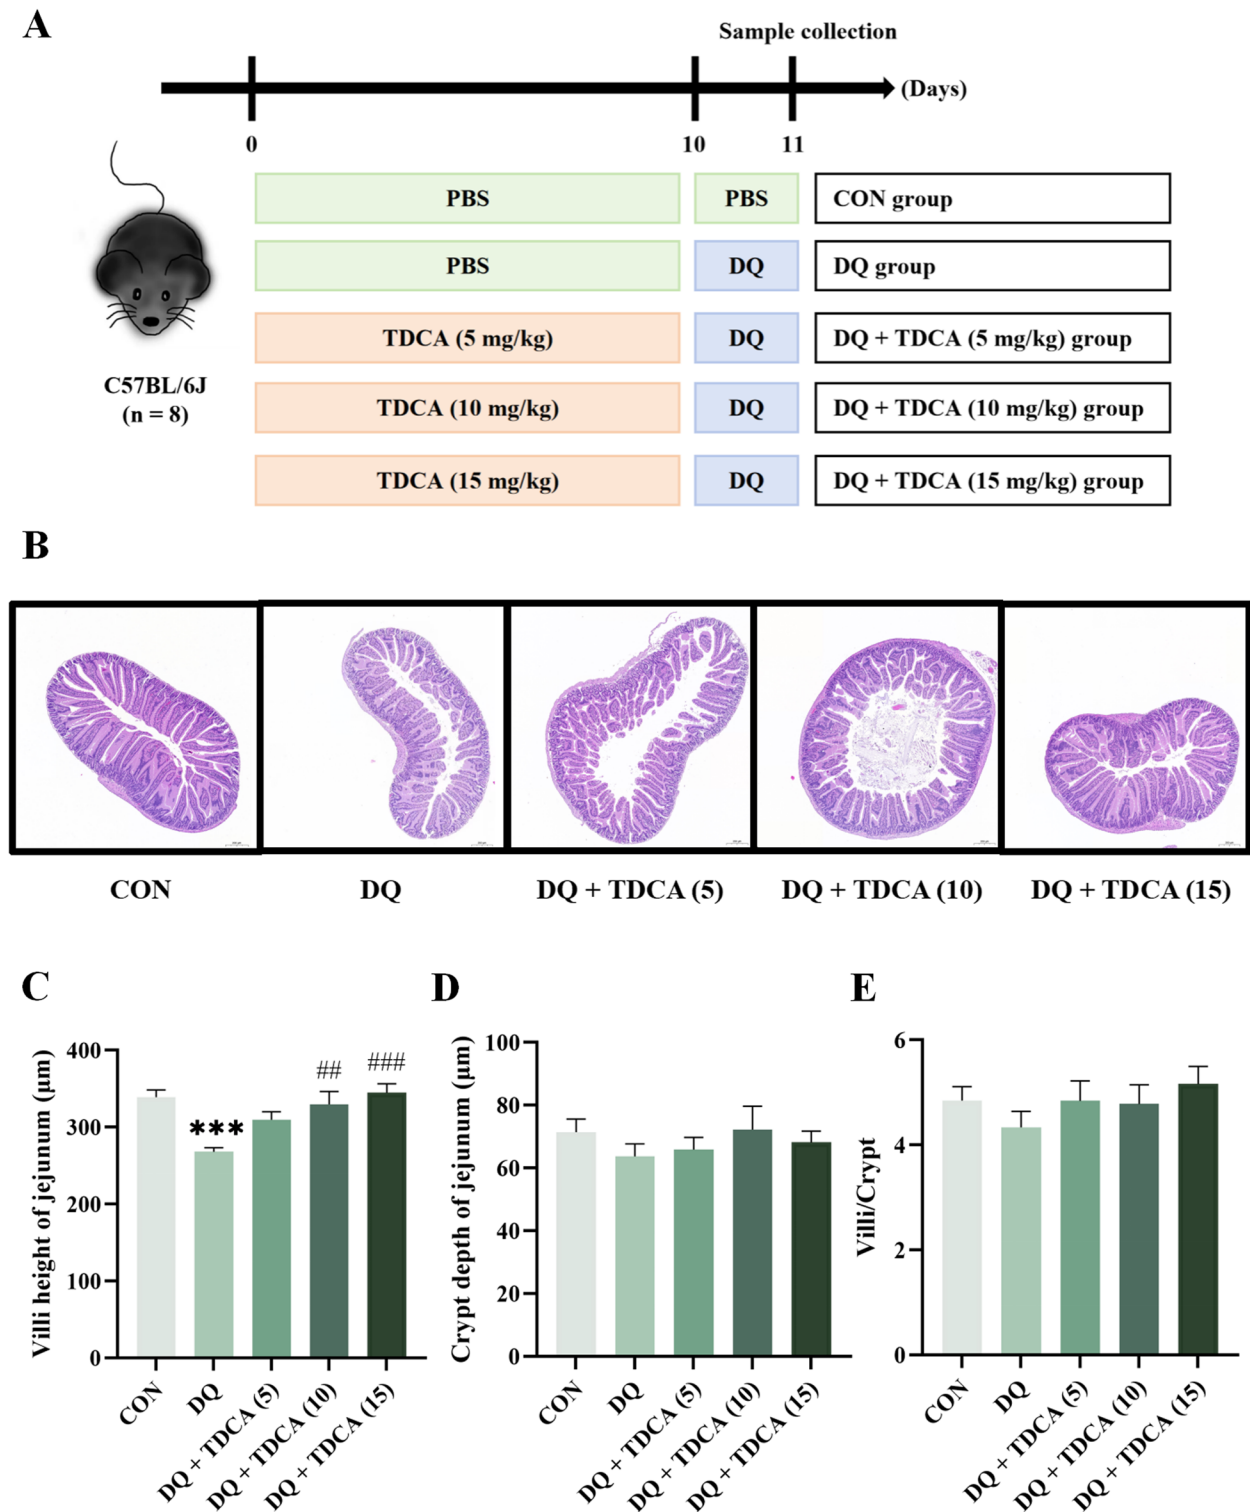 A
Sample collection
(Days)
0
10
11
PBS
PBS
CON group
PBS
DQ
DQ group
TDCA (5 mg/kg)
DQ
DQ + TDCA (5 mg/kg) group
C57BL/6J
(n = 8)
TDCA (10 mg/kg)
DQ
DQ + TDCA (10 mg/kg) group
TDCA (15 mg/kg)
DQ
DQ + TDCA (15 mg/kg) group
B
CON
DQ
DQ + TDCA (5)
DQ + TDCA (10)
DQ + TDCA (15)
C
Villi height of jejunum (μm)
400
300
200
100
0
***
##
###
CON
DQ
DQ + TDCA (5)
DQ + TDCA (10)
DQ + TDCA (15)
D
Crypt depth of jejunum (μm)
100
80
60
40
20
0
CON
DQ
DQ + TDCA (5)
DQ + TDCA (10)
DQ + TDCA (15)
E
Villi/Crypt
6
4
2
0
CON
DQ
DQ + TDCA (5)
DQ + TDCA (10)
DQ + TDCA (15)